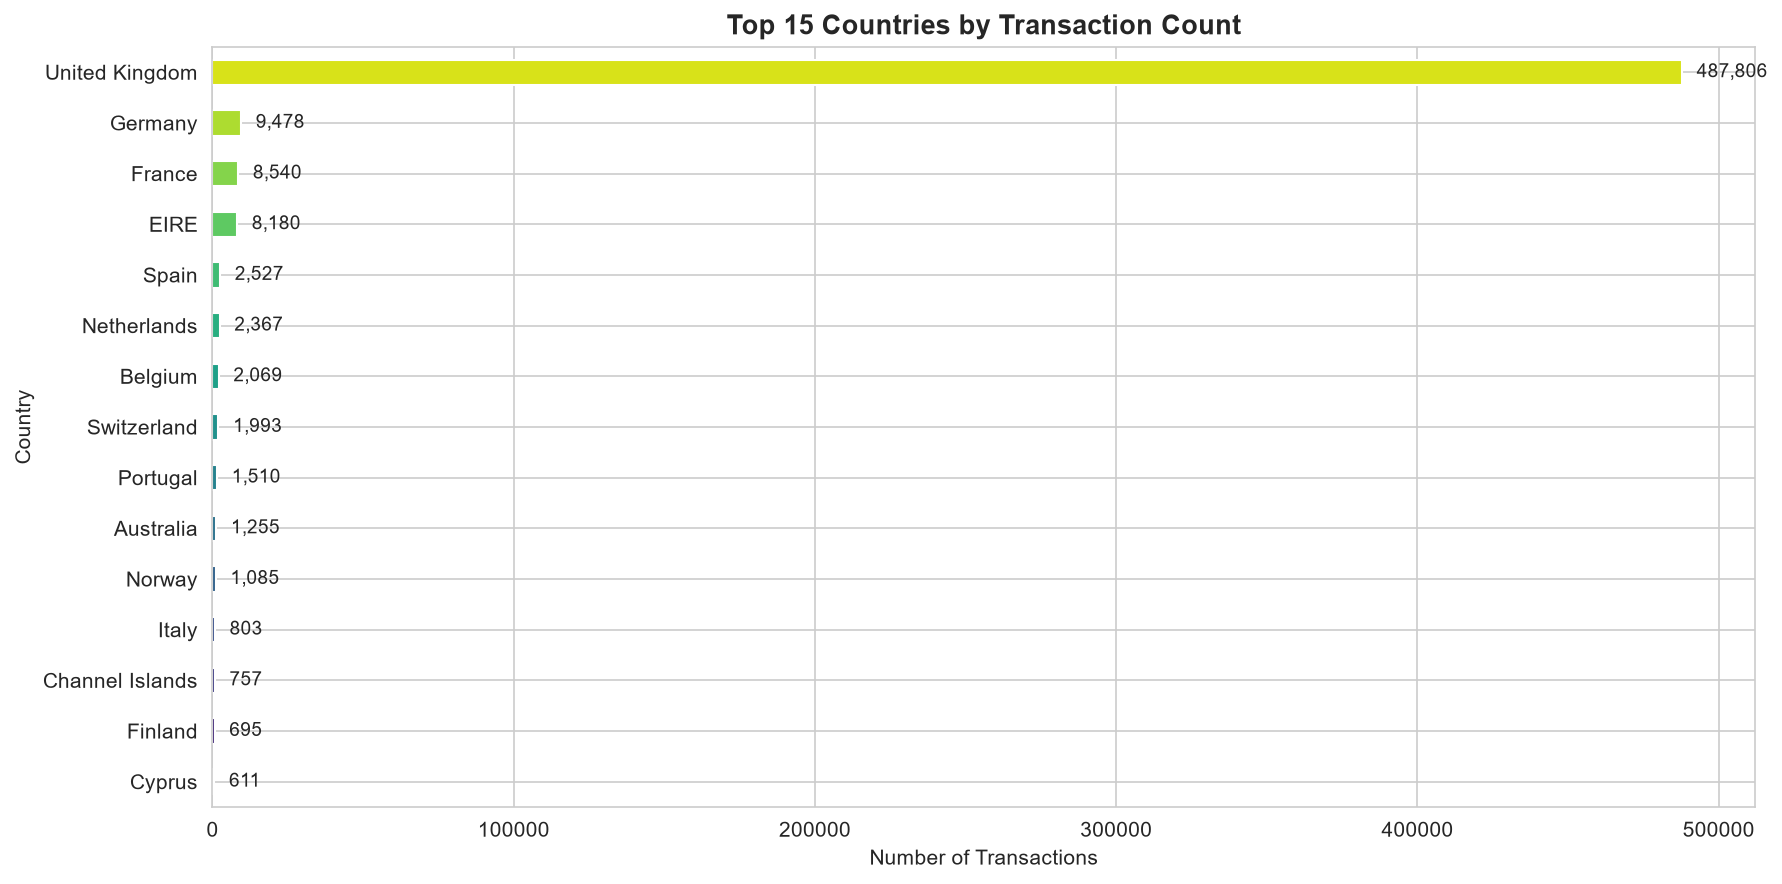 Top 15 Countries by Transaction Count
United Kingdom 487,806
Germany 9,478
France 8,540
EIRE 8,180
Spain 2,527
Netherlands 2,367
Belgium 2,069
Switzerland 1,993
Portugal 1,510
Australia 1,255
Norway 1,085
Italy 803
Channel Islands 757
Finland 695
Cyprus 611
Country
0 100000 200000 300000 400000 500000
Number of Transactions